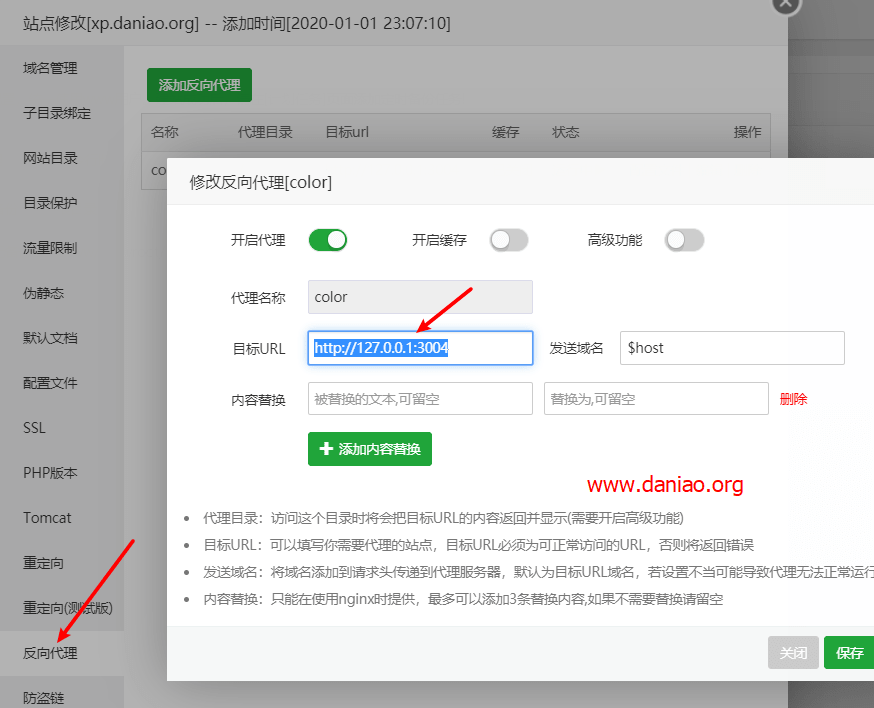 站点修改[xp.daniao.org] -- 添加时间[2020-01-01 23:07:10]
域名管理
子目录绑定
网站目录
目录保护
流量限制
伪静态
默认文档
配置文件
SSL
PHP版本
Tomcat
重定向
重定向(测试版)
反向代理
防盗链
添加反向代理
名称 代理目录 目标url 缓存 状态 操作
co
修改反向代理[color]
开启代理 开启缓存 高级功能
代理名称 color
目标URL http://127.0.0.1:3004 发送域名 $host
内容替换 被替换的文本,可留空 替换为,可留空 删除
添加内容替换
www.daniao.org
代理目录：访问这个目录时将会把目标URL的内容返回并显示(需要开启高级功能)
目标URL：可以填写你需要代理的站点，目标URL必须为可正常访问的URL，否则将返回错误
发送域名：将域名添加到请求头传递到代理服务器，默认为目标URL域名，若设置不当可能导致代理无法正常运行
内容替换：只能在使用nginx时提供，最多可以添加3条替换内容,如果不需要替换请留空
关闭 保存